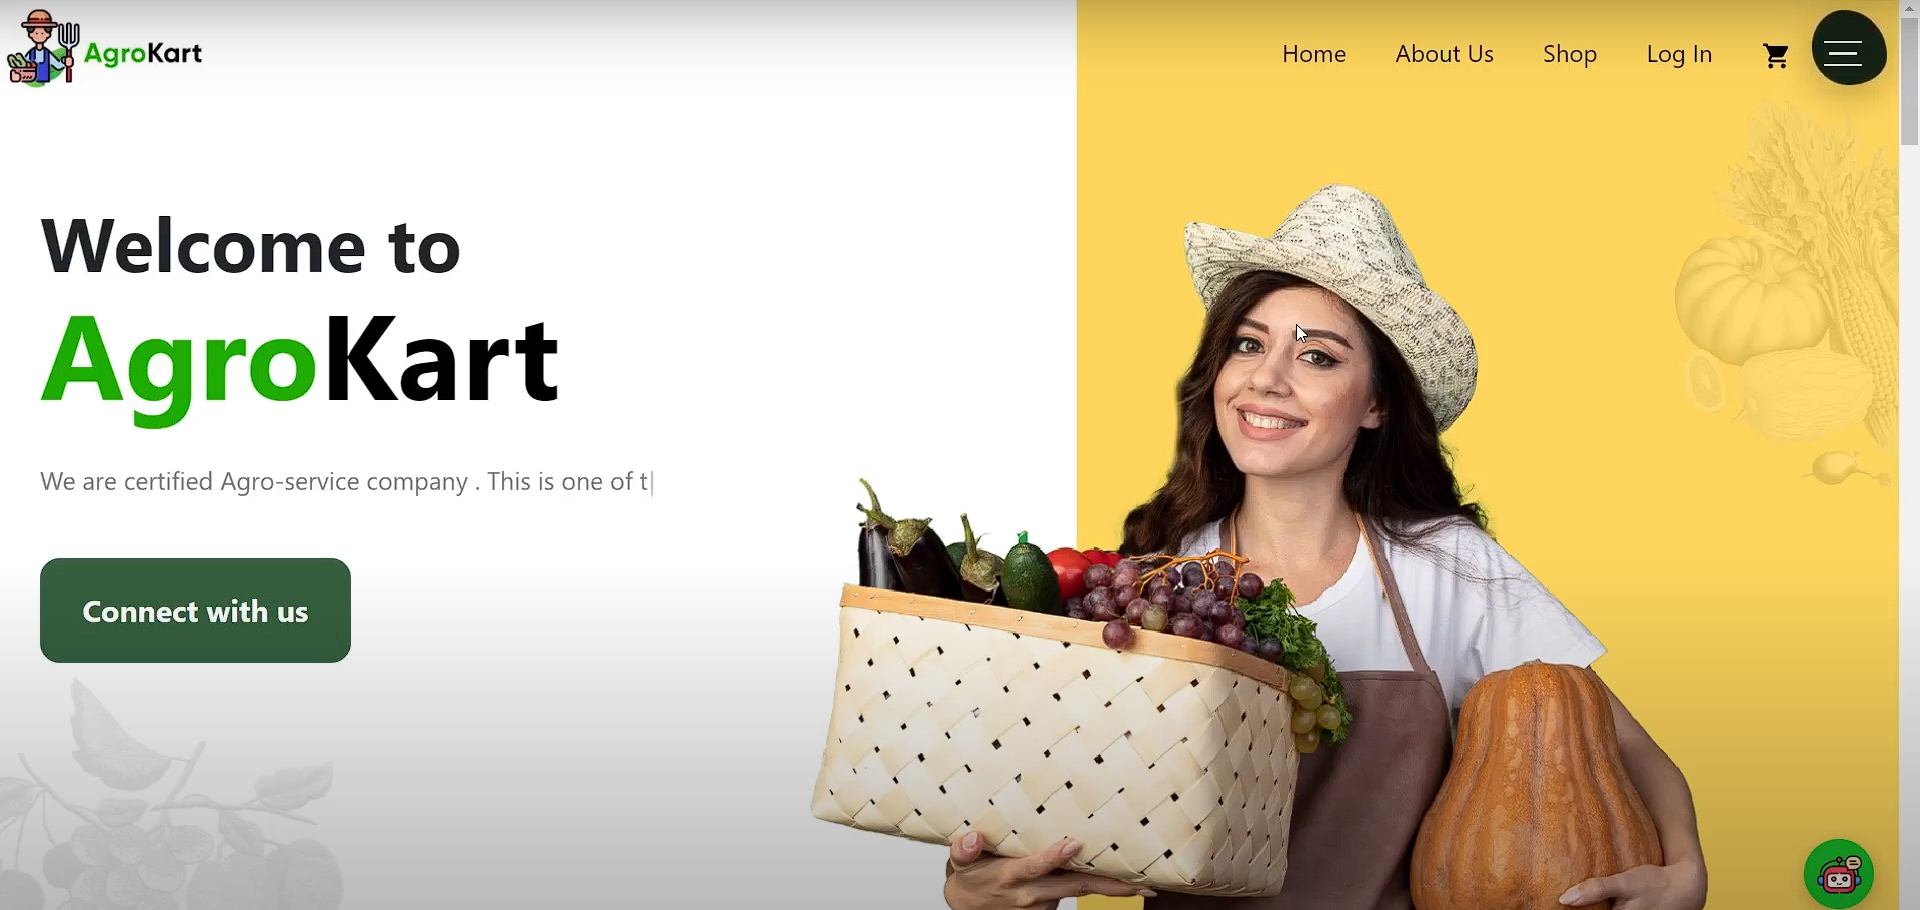 AgroKart
Home About Us Shop Log In
Welcome to
AgroKart
We are certified Agro-service company . This is one of t
Connect with us